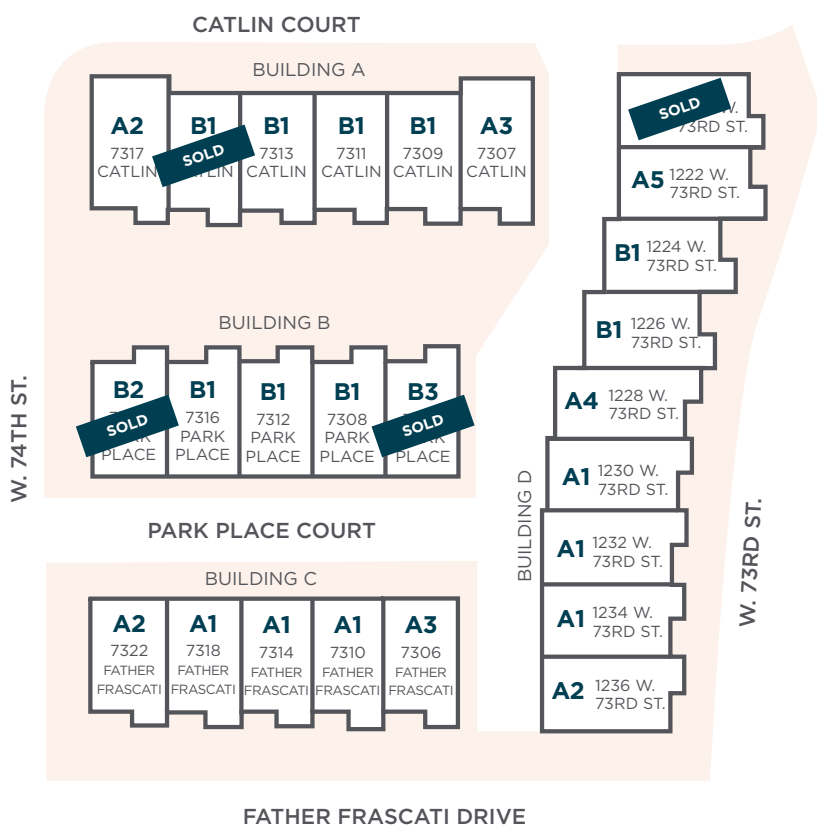 CATLIN COURT
BUILDING A
A2
7317
CATLIN
B1
SOLD
B1
7313
CATLIN
B1
7311
CATLIN
B1
7309
CATLIN
A3
7307
CATLIN
BUILDING B
B2
SOLD
PLACE
B1
7316
PARK
PLACE
B1
7312
PARK
PLACE
B1
7308
PARK
PLACE
B3
SOLD
PLACE
W. 74TH ST.
PARK PLACE COURT
BUILDING C
A2
7322
FATHER
FRASCATI
A1
7318
FATHER
FRASCATI
A1
7314
FATHER
FRASCATI
A1
7310
FATHER
FRASCATI
A3
7306
FATHER
FRASCATI
BUILDING D
SOLD
W.
73RD ST.
A5 1222 W.
73RD ST.
B1 1224 W.
73RD ST.
B1 1226 W.
73RD ST.
A4 1228 W.
73RD ST.
A1 1230 W.
73RD ST.
A1 1232 W.
73RD ST.
A1 1234 W.
73RD ST.
A2 1236 W.
73RD ST.
W. 73RD ST.
FATHER FRASCATI DRIVE